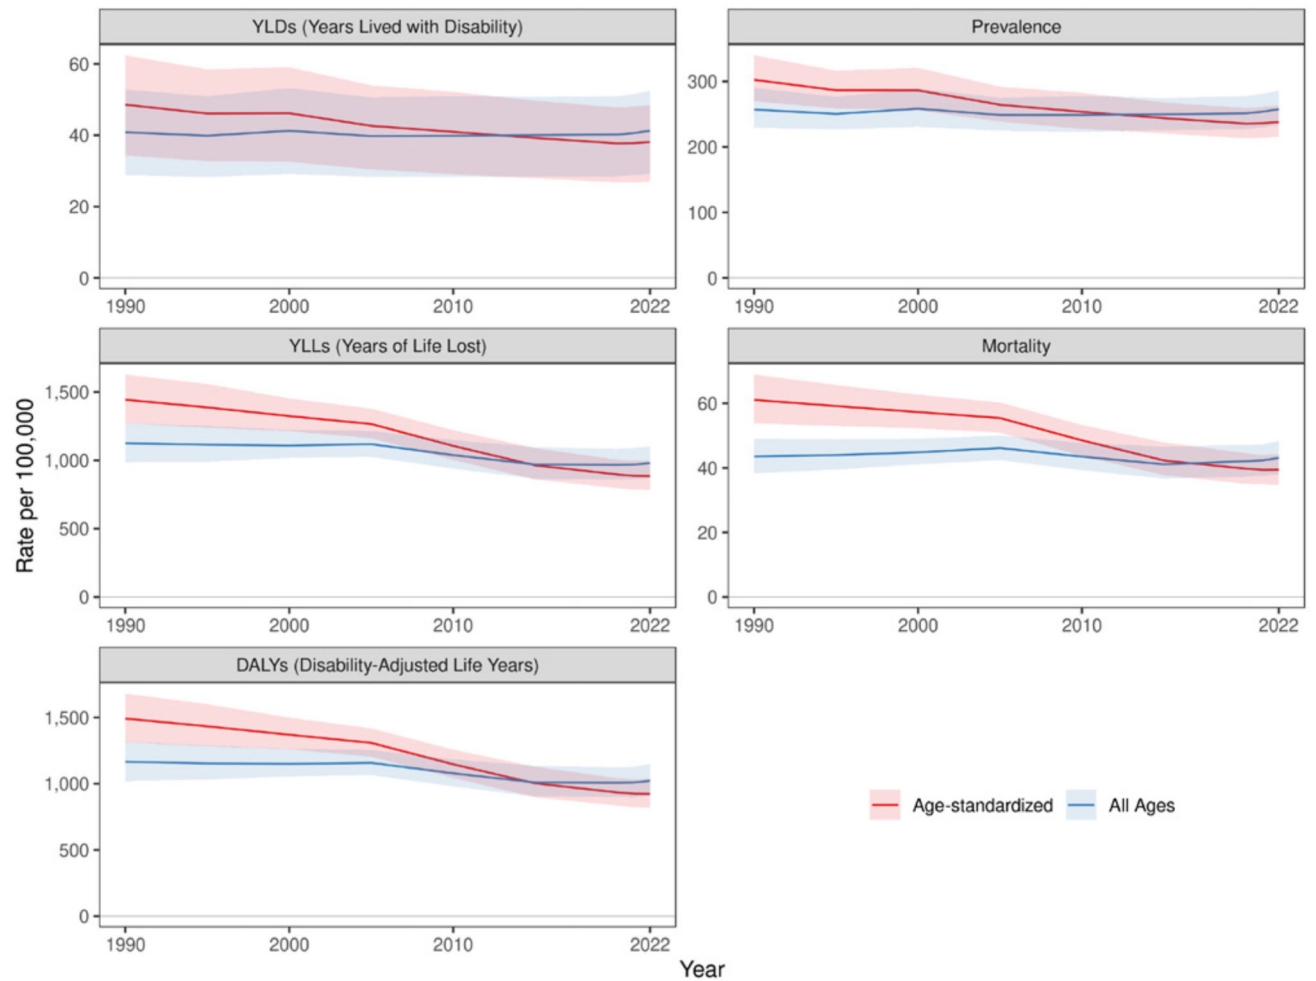 YLDs (Years Lived with Disability)
60
40
20
0
1990 2000 2010 2022
Prevalence
300
200
100
0
1990 2000 2010 2022
YLLs (Years of Life Lost)
1,500
1,000
500
0
1990 2000 2010 2022
Mortality
60
40
20
0
1990 2000 2010 2022
DALYs (Disability-Adjusted Life Years)
1,500
1,000
500
0
1990 2000 2010 2022
Rate per 100,000
Year
Age-standardized All Ages